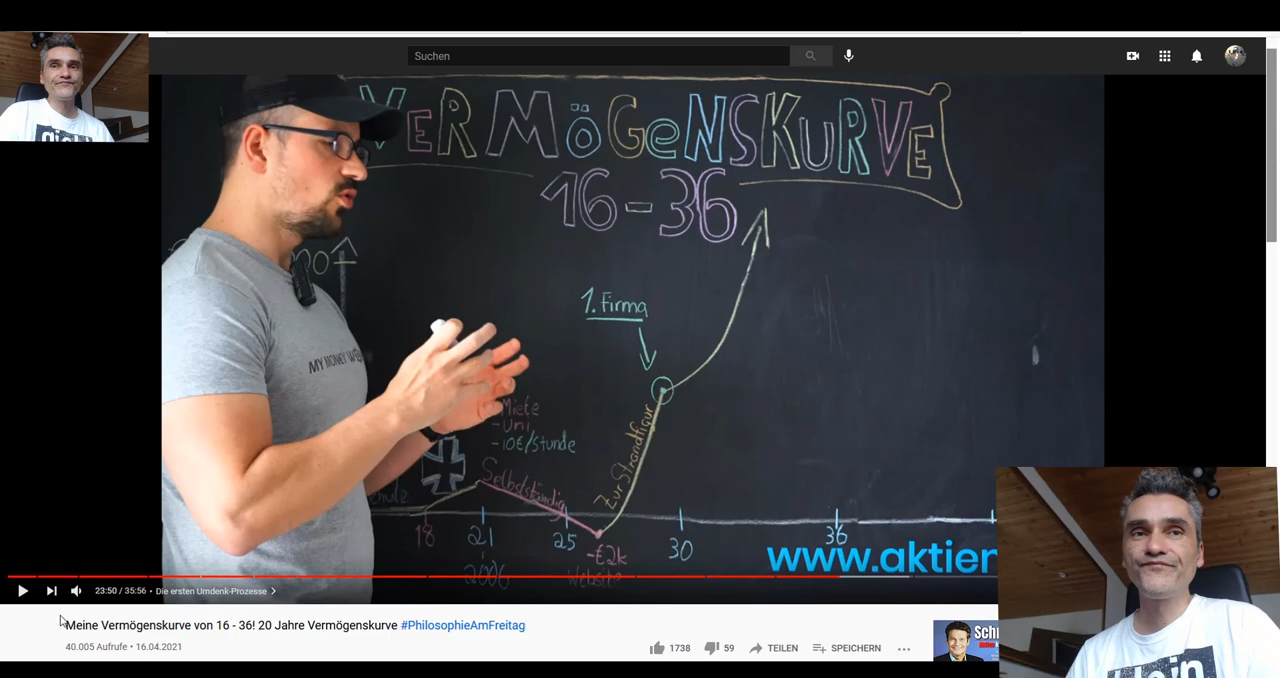 Suchen
VERMÖGENSKURVE
16-36
1. Firma
MY MONEY
Miete
-Uni
-10€/Stunde
Selbstständig
Zur Strandfigur
18
21
25
30
36
-€2k
2006
Website
www.aktien
23:50 / 35:56 • Die ersten Umdenk-Prozesse
Meine Vermögenskurve von 16 - 36! 20 Jahre Vermögenskurve #PhilosophieAmFreitag
40.005 Aufrufe • 16.04.2021
1738
59
TEILEN
SPEICHERN